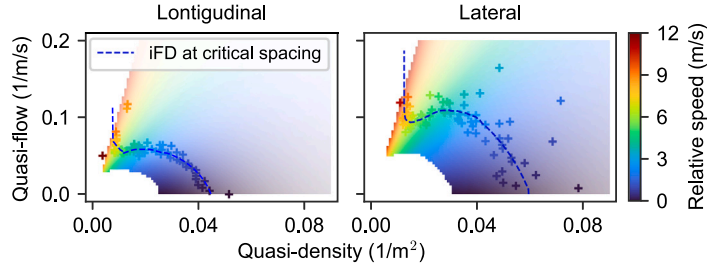 Lontigudinal
Lateral
0.2
0.1
0.0
Quasi-flow (1/m/s)
iFD at critical spacing
0.00
0.04
0.08
0.00
0.04
0.08
Quasi-density (1/m²)
12
9
6
3
0
Relative speed (m/s)